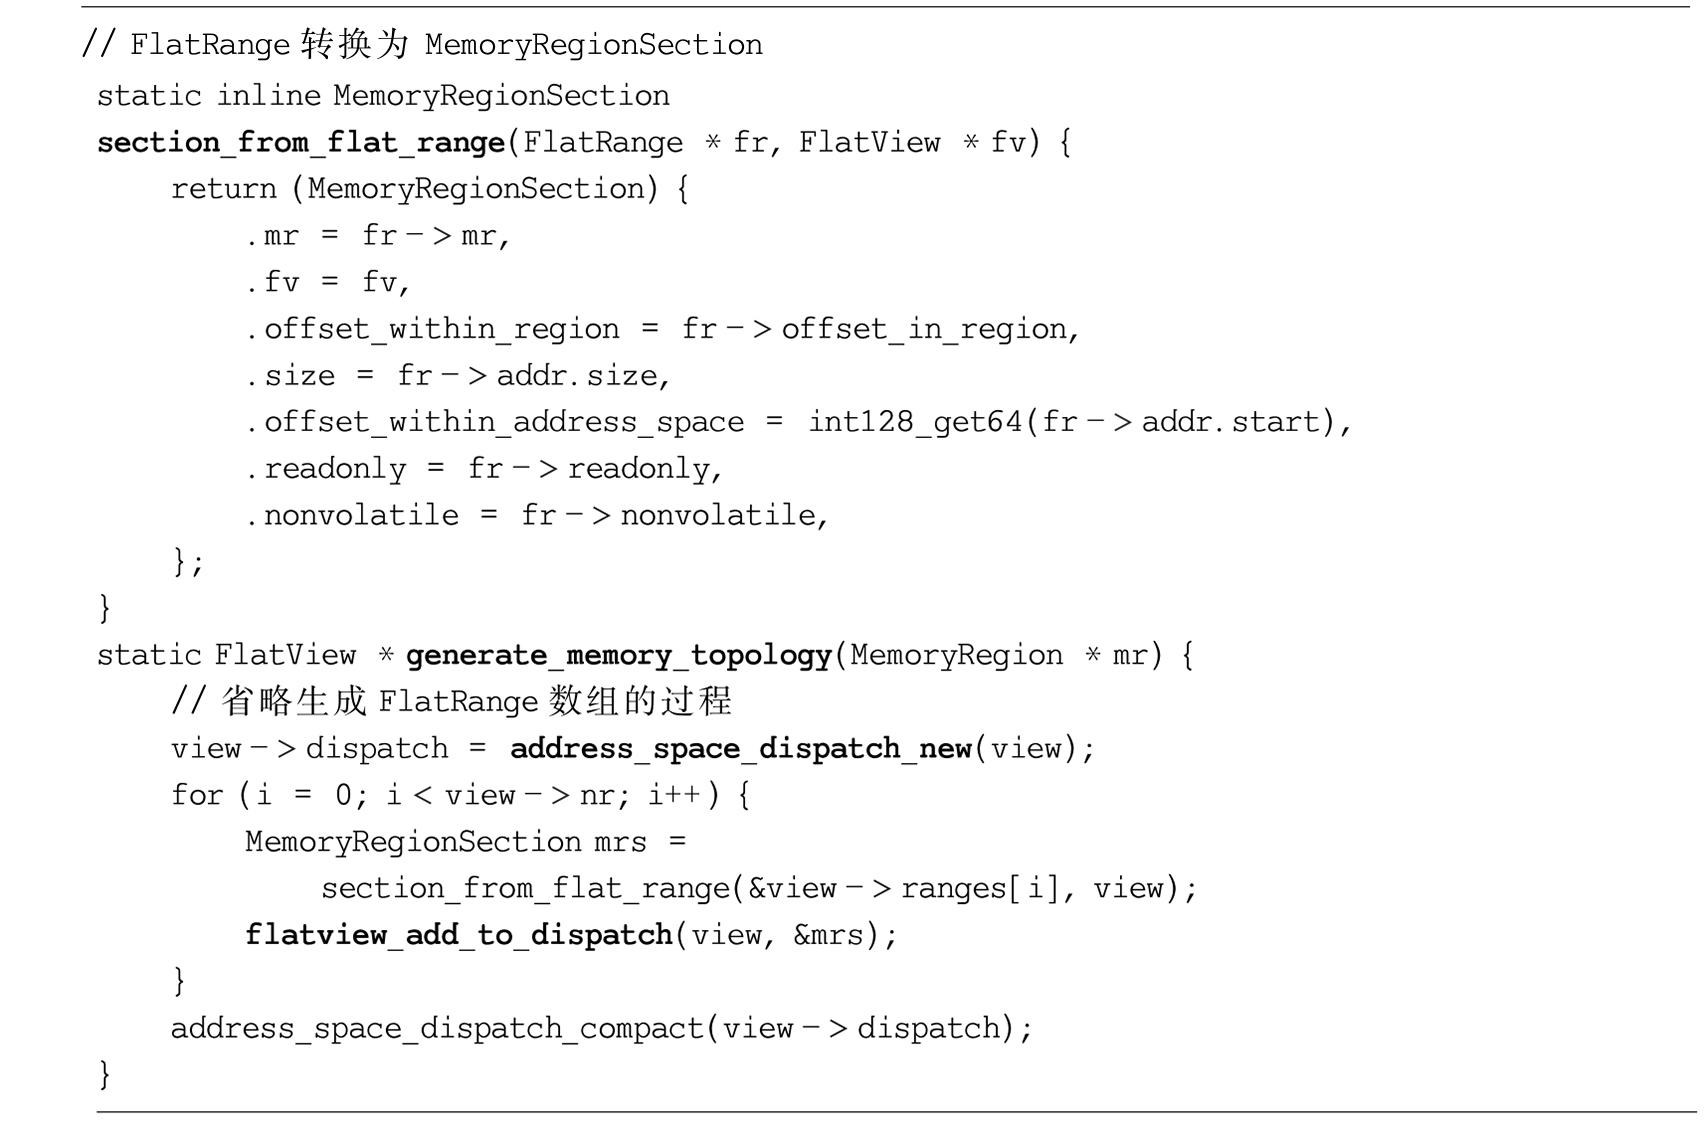 // FlatRange 转换为 MemoryRegionSection
static inline MemoryRegionSection
section_from_flat_range(FlatRange * fr, FlatView * fv) {
return (MemoryRegionSection) {
.mr = fr->mr,
.fv = fv,
.offset_within_region = fr->offset_in_region,
.size = fr->addr.size,
.offset_within_address_space = int128_get64(fr->addr.start),
.readonly = fr->readonly,
.nonvolatile = fr->nonvolatile,
};
}
static FlatView * generate_memory_topology(MemoryRegion * mr) {
// 省略生成 FlatRange 数组的过程
view->dispatch = address_space_dispatch_new(view);
for (i = 0; i < view->nr; i++) {
MemoryRegionSection mrs =
section_from_flat_range(&view->ranges[i], view);
flatview_add_to_dispatch(view, &mrs);
}
address_space_dispatch_compact(view->dispatch);
}